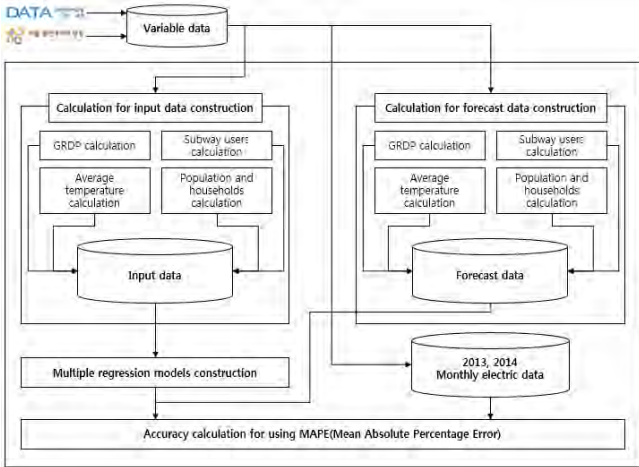 DATA
Variable data
Calculation for input data construction
GRDP calculation
Subway users
calculation
Average
temperature
calculation
Population and
households
calculation
Input data
Calculation for forecast data construction
GRDP calculation
Subway users
calculation
Average
temperature
calculation
Population and
households
calculation
Forecast data
Multiple regression models construction
2013, 2014
Monthly electric data
Accuracy calculation for using MAPE(Mean Absolute Percentage Error)